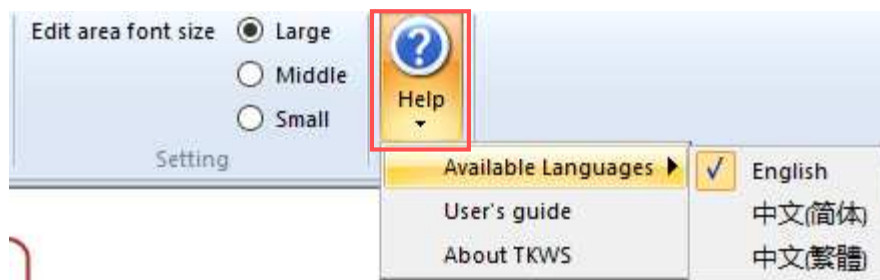 Edit area font size Large
Middle
Small
Setting
Help
Available Languages
User's guide
About TKWS
English
中文(简体)
中文(繁體)